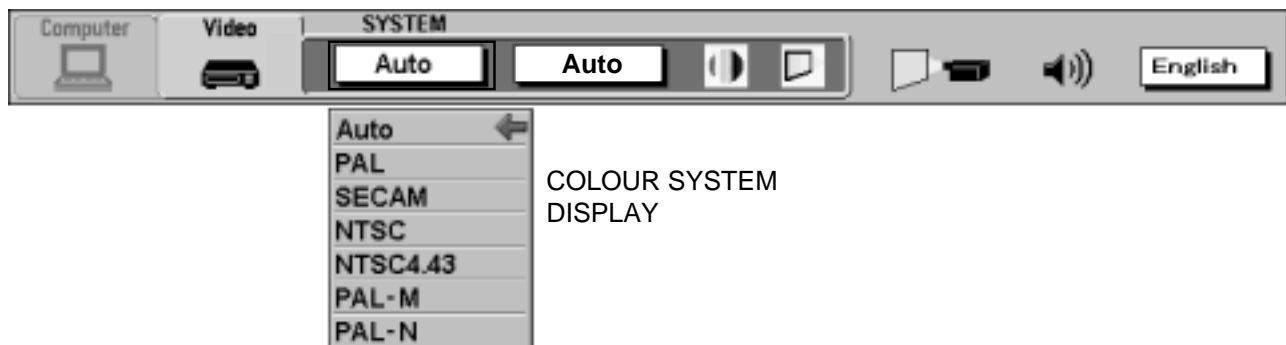 Computer
Video
SYSTEM
Auto
Auto
English
Auto
PAL
SECAM
NTSC
NTSC4.43
PAL-M
PAL-N
COLOUR SYSTEM
DISPLAY